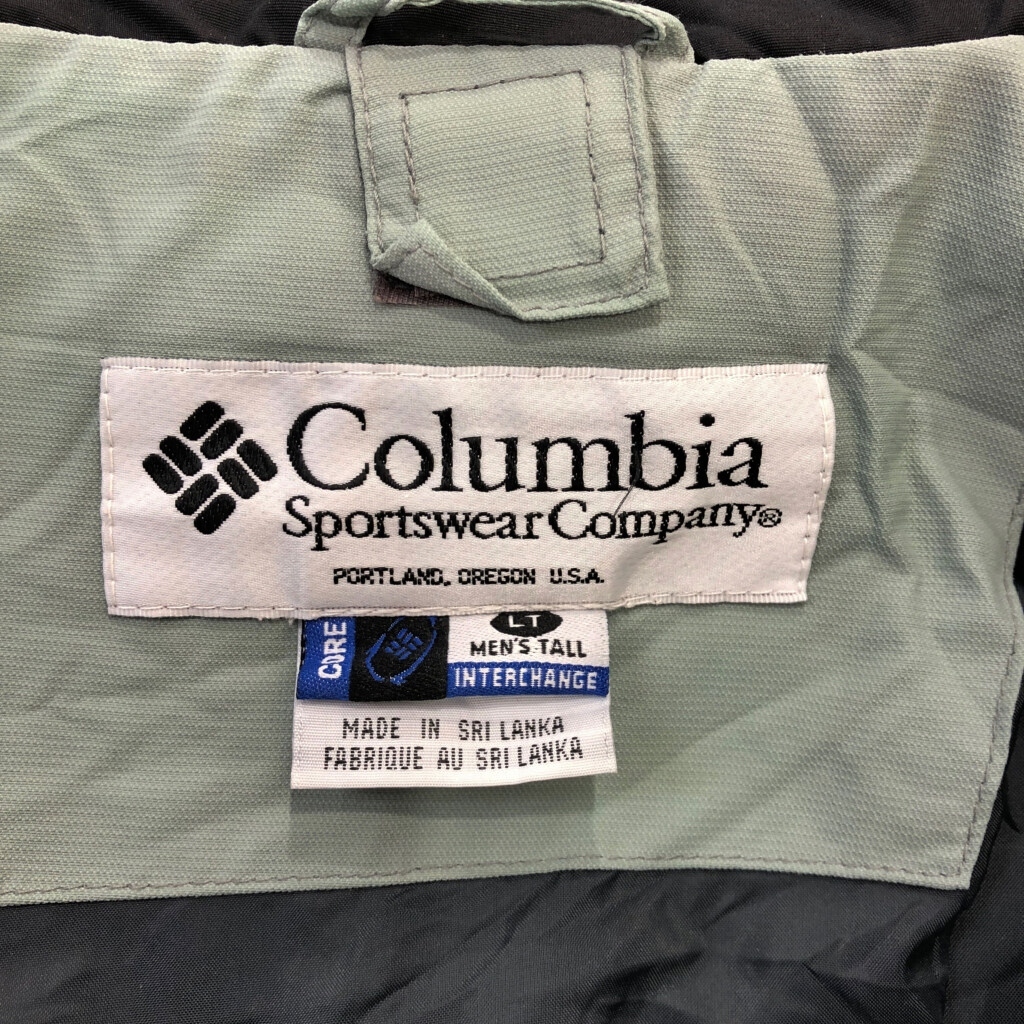 Columbia
Sportswear Company®
PORTLAND, OREGON U.S.A.
CORE
LT
MEN'S TALL
INTERCHANGE
MADE IN SRI LANKA
FABRIQUE AU SRI LANKA